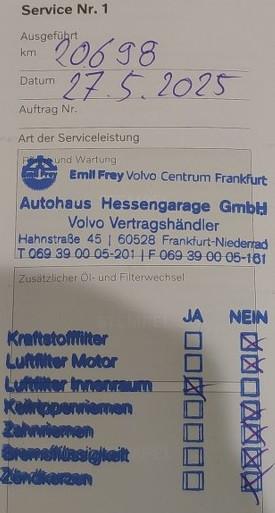 Service Nr. 1
Ausgeführt
km 20698
Datum 27.5.2025
Auftrag Nr.
Art der Serviceleistung
und Wartung
Emil Frey Volvo Centrum Frankfurt
Autohaus Hessengarage GmbH
Volvo Vertragshändler
Hahnstraße 45 | 60528 Frankfurt-Niederrad
T 069 39 00 05-201 | F 069 39 00 05-161
Zusätzlicher Öl- und Filterwechsel
JA NEIN
Kraftstofffilter
Luftfilter Motor
Luftfilter Innenraum
Keilrippenriemen
Zahnriemen
Bremsflüssigkeit
Zündkerzen